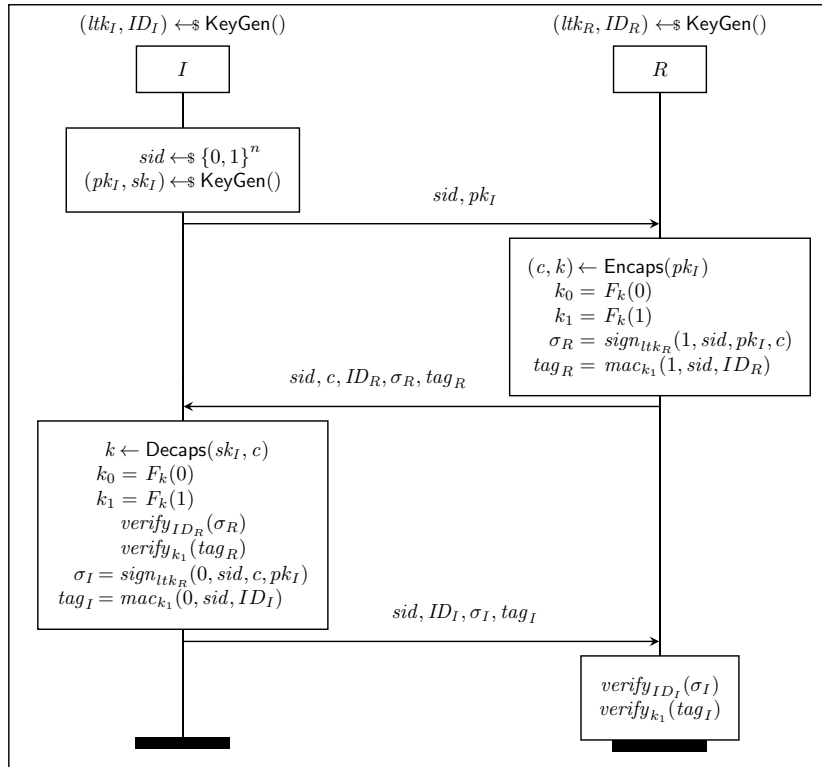 (ltk_I, ID_I) ←$ KeyGen()
(ltk_R, ID_R) ←$ KeyGen()
I
R
sid ←$ {0, 1}^n
(pk_I, sk_I) ←$ KeyGen()
sid, pk_I
(c, k) ← Encaps(pk_I)
k_0 = F_k(0)
k_1 = F_k(1)
σ_R = sign_{ltk_R}(1, sid, pk_I, c)
tag_R = mac_{k_1}(1, sid, ID_R)
sid, c, ID_R, σ_R, tag_R
k ← Decaps(sk_I, c)
k_0 = F_k(0)
k_1 = F_k(1)
verify_{ID_R}(σ_R)
verify_{k_1}(tag_R)
σ_I = sign_{ltk_R}(0, sid, c, pk_I)
tag_I = mac_{k_1}(0, sid, ID_I)
sid, ID_I, σ_I, tag_I
verify_{ID_I}(σ_I)
verify_{k_1}(tag_I)